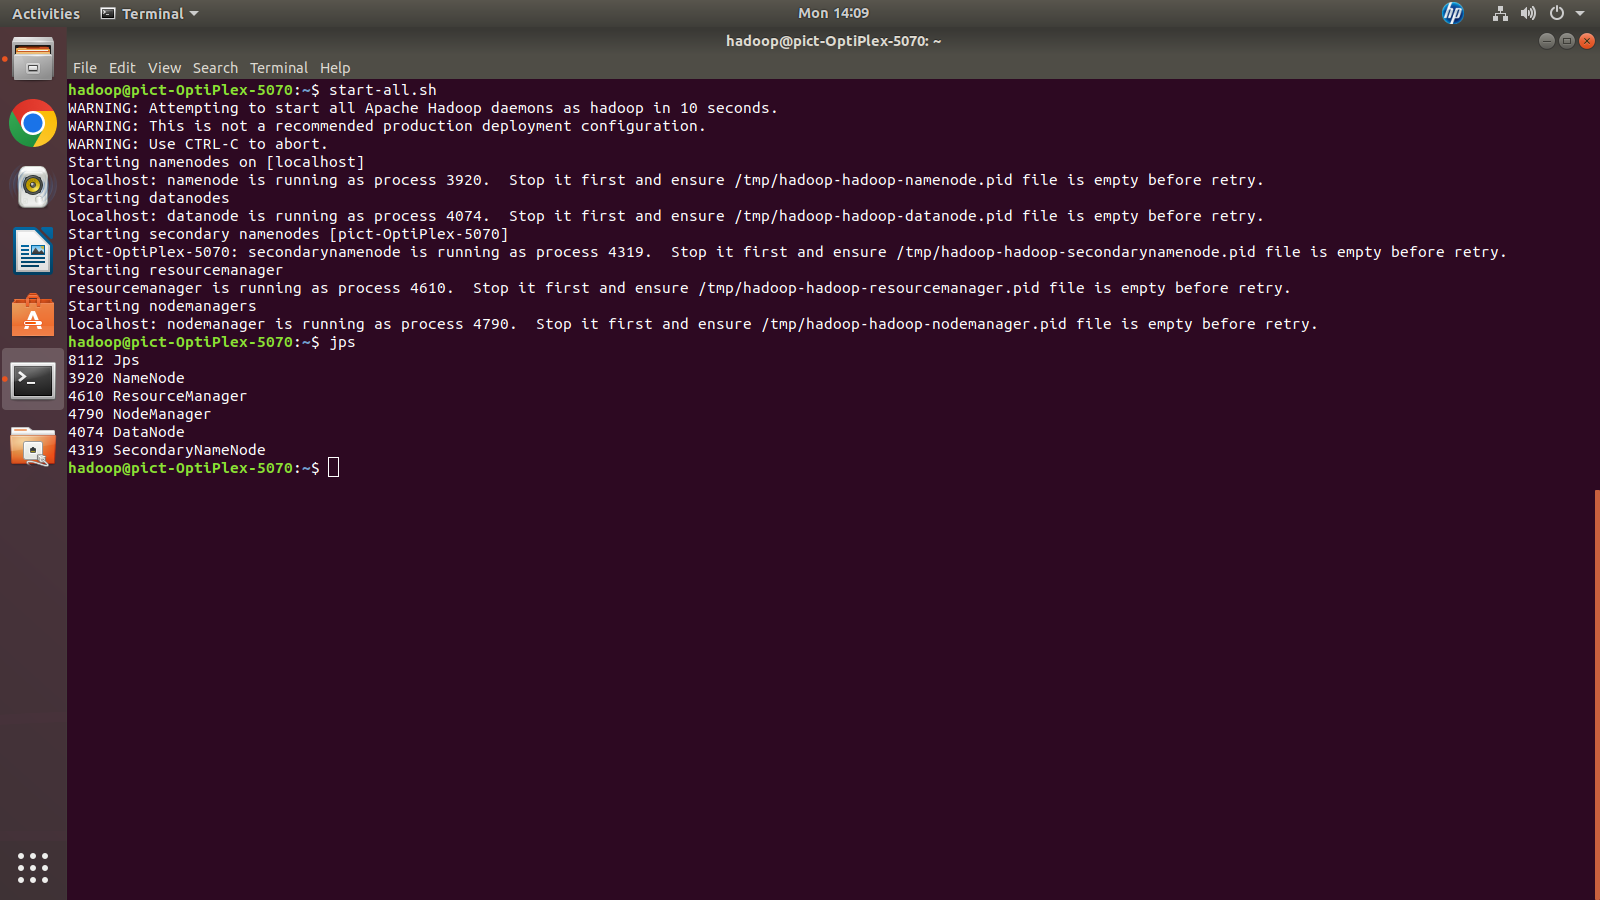 Activities Terminal Mon 14:09 hp
hadoop@pict-OptiPlex-5070: ~
File Edit View Search Terminal Help
hadoop@pict-OptiPlex-5070:~$ start-all.sh
WARNING: Attempting to start all Apache Hadoop daemons as hadoop in 10 seconds.
WARNING: This is not a recommended production deployment configuration.
WARNING: Use CTRL-C to abort.
Starting namenodes on [localhost]
localhost: namenode is running as process 3920.  Stop it first and ensure /tmp/hadoop-hadoop-namenode.pid file is empty before retry.
Starting datanodes
localhost: datanode is running as process 4074.  Stop it first and ensure /tmp/hadoop-hadoop-datanode.pid file is empty before retry.
Starting secondary namenodes [pict-OptiPlex-5070]
pict-OptiPlex-5070: secondarynamenode is running as process 4319.  Stop it first and ensure /tmp/hadoop-hadoop-secondarynamenode.pid file is empty before retry.
Starting resourcemanager
resourcemanager is running as process 4610.  Stop it first and ensure /tmp/hadoop-hadoop-resourcemanager.pid file is empty before retry.
Starting nodemanagers
localhost: nodemanager is running as process 4790.  Stop it first and ensure /tmp/hadoop-hadoop-nodemanager.pid file is empty before retry.
hadoop@pict-OptiPlex-5070:~$ jps
8112 Jps
3920 NameNode
4610 ResourceManager
4790 NodeManager
4074 DataNode
4319 SecondaryNameNode
hadoop@pict-OptiPlex-5070:~$